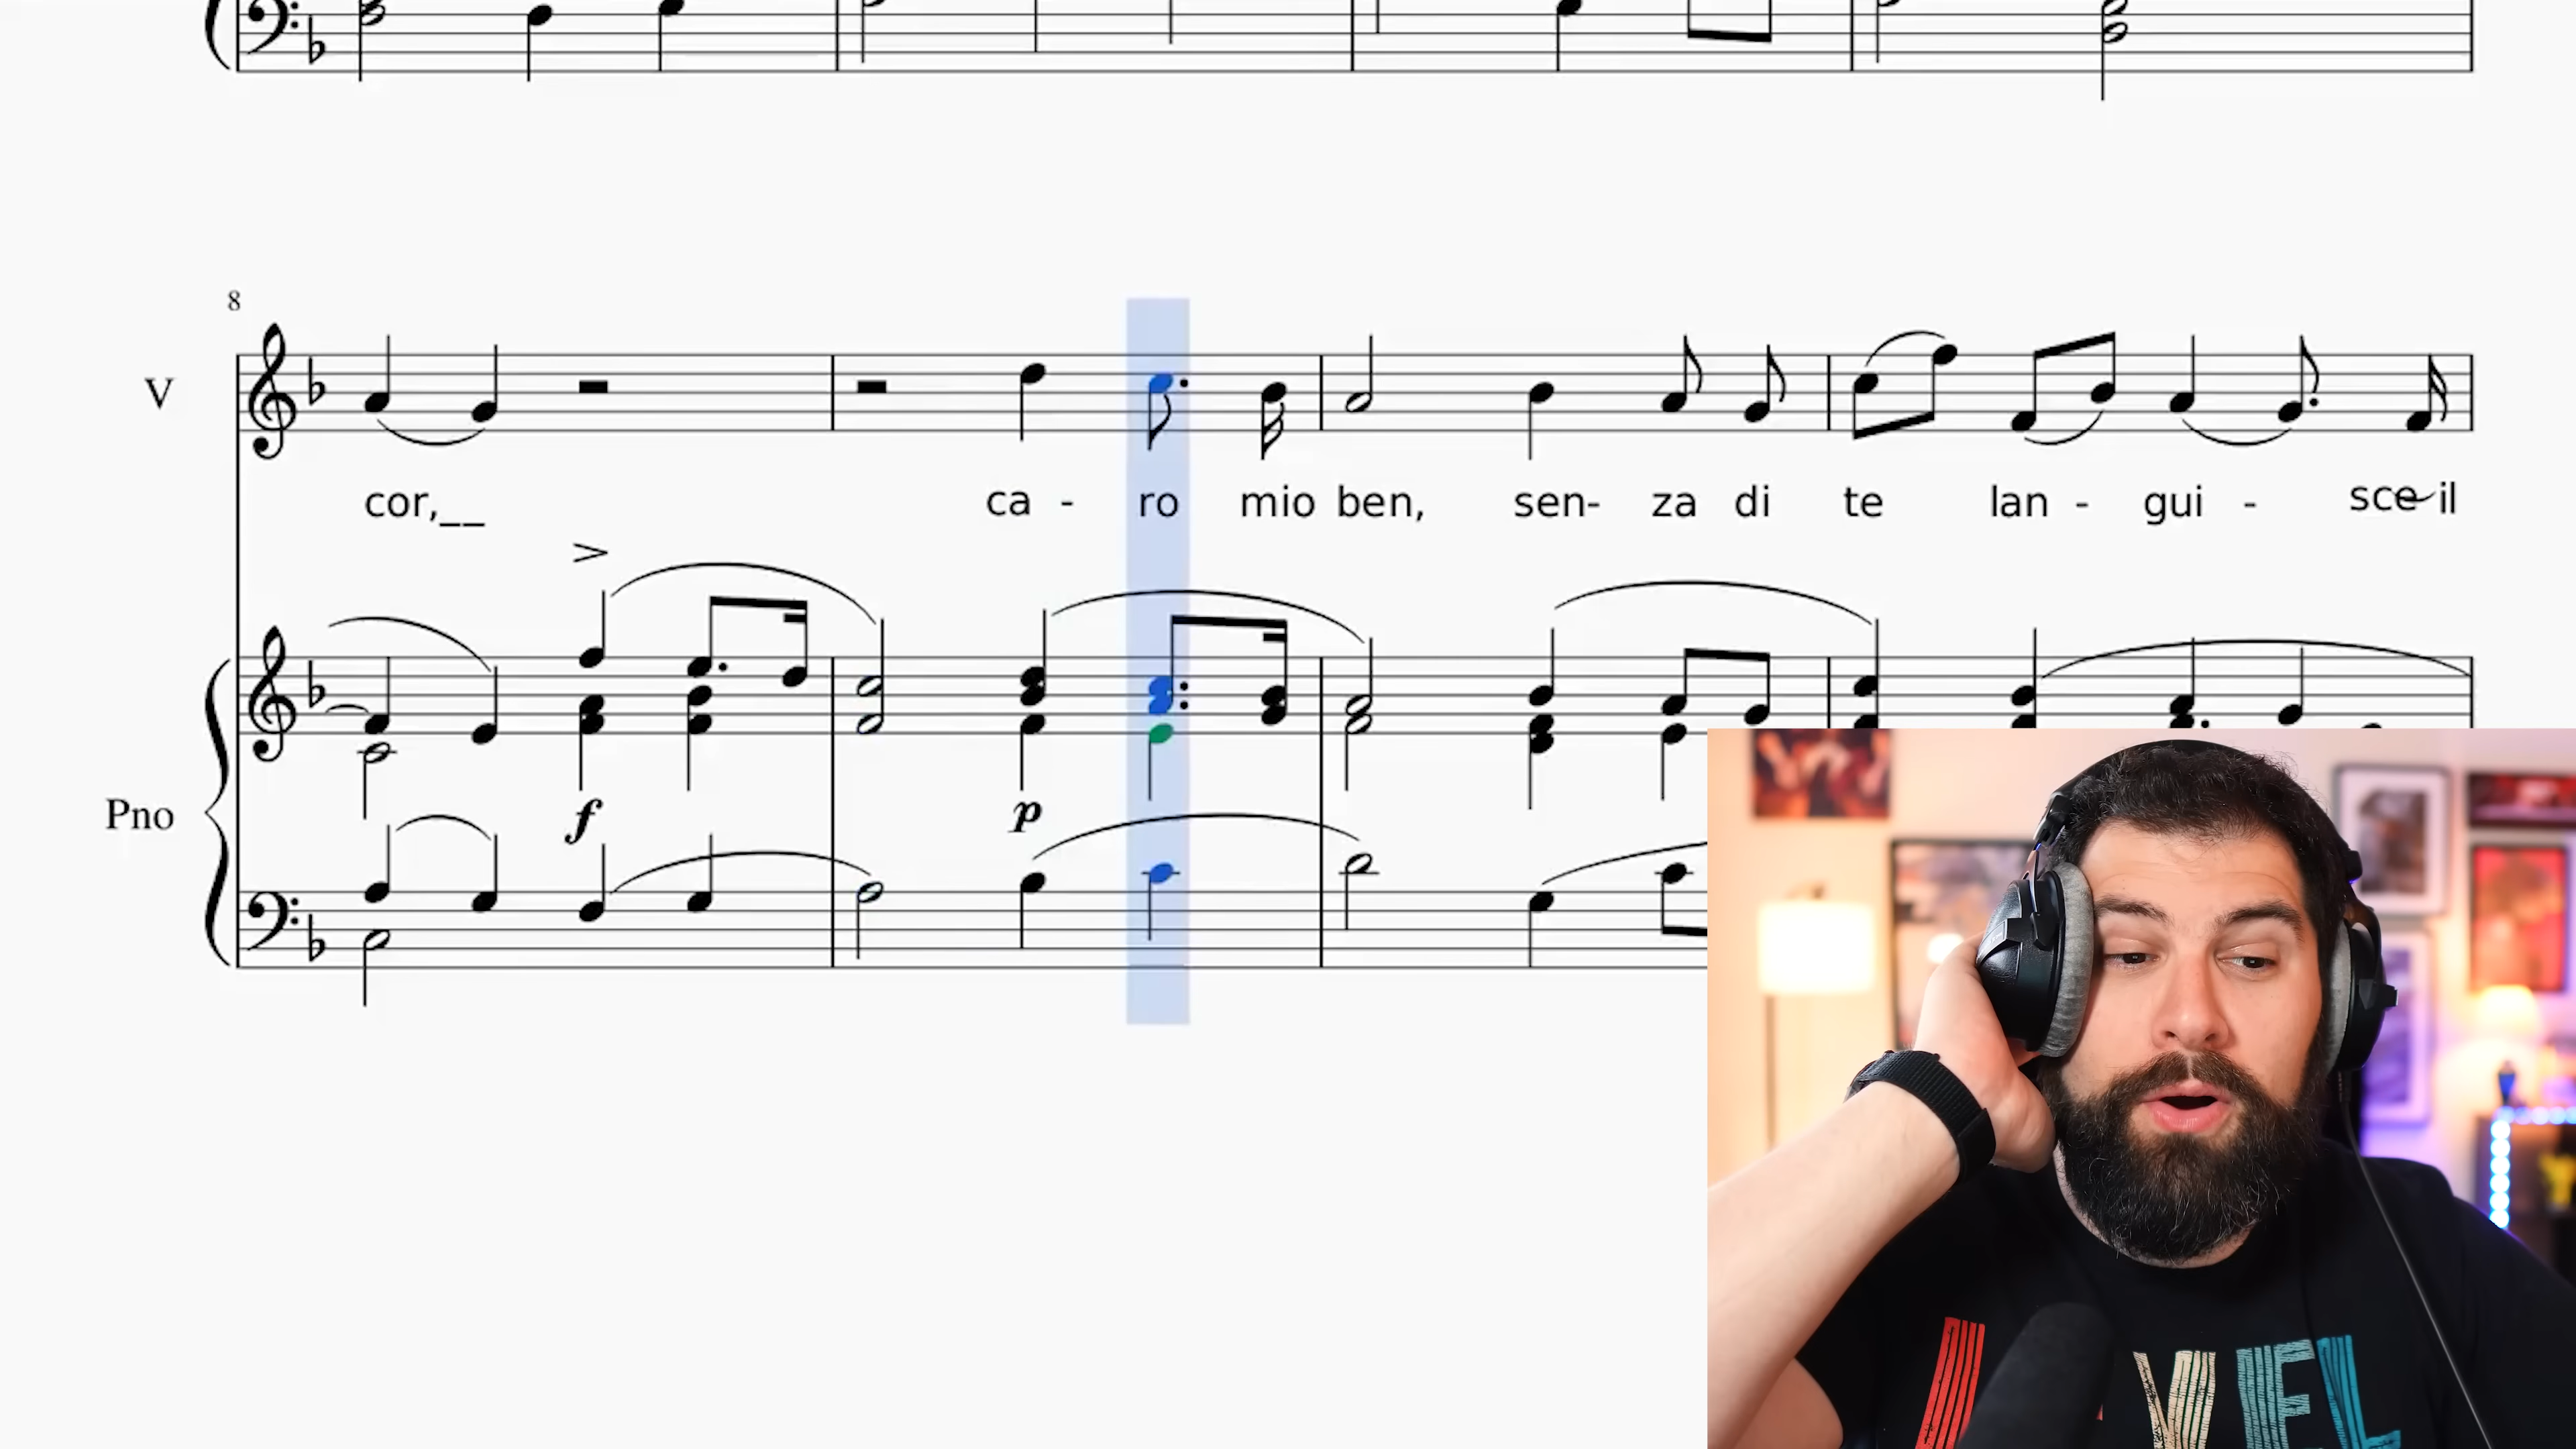 8
V
cor,__ ca - ro mio ben, sen- za di te lan - gui - sce il
>
f p
Pno